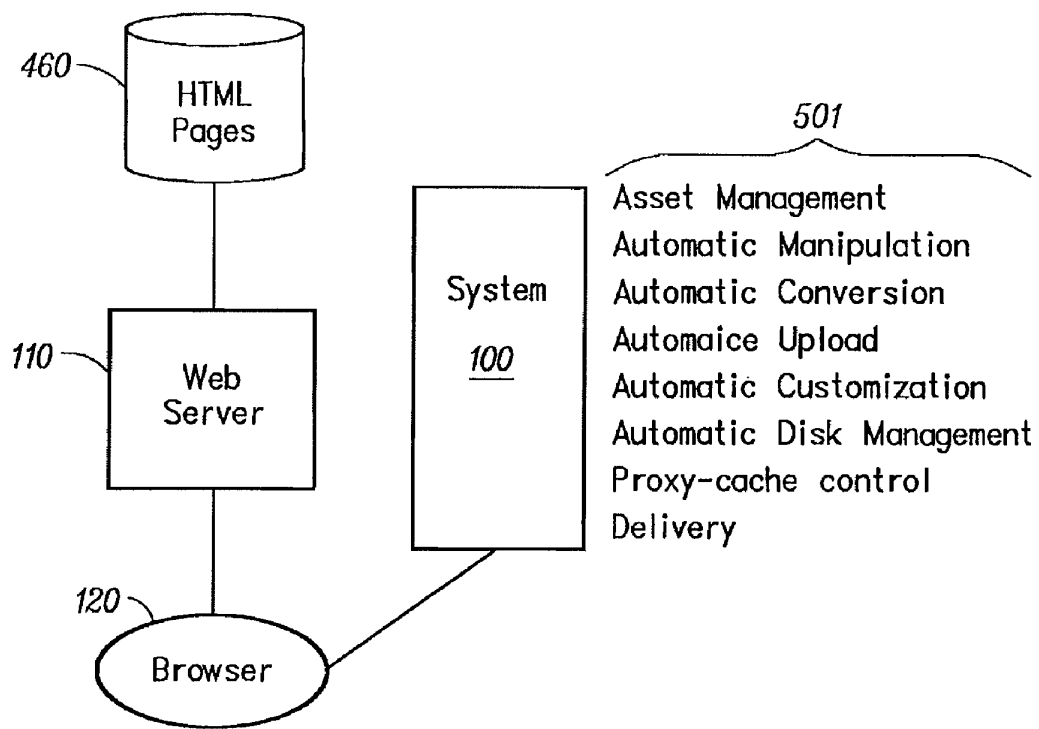 460
HTML
Pages
501
110
Web
Server
System
100
Asset Management
Automatic Manipulation
Automatic Conversion
Automaice Upload
Automatic Customization
Automatic Disk Management
Proxy-cache control
Delivery
120
Browser